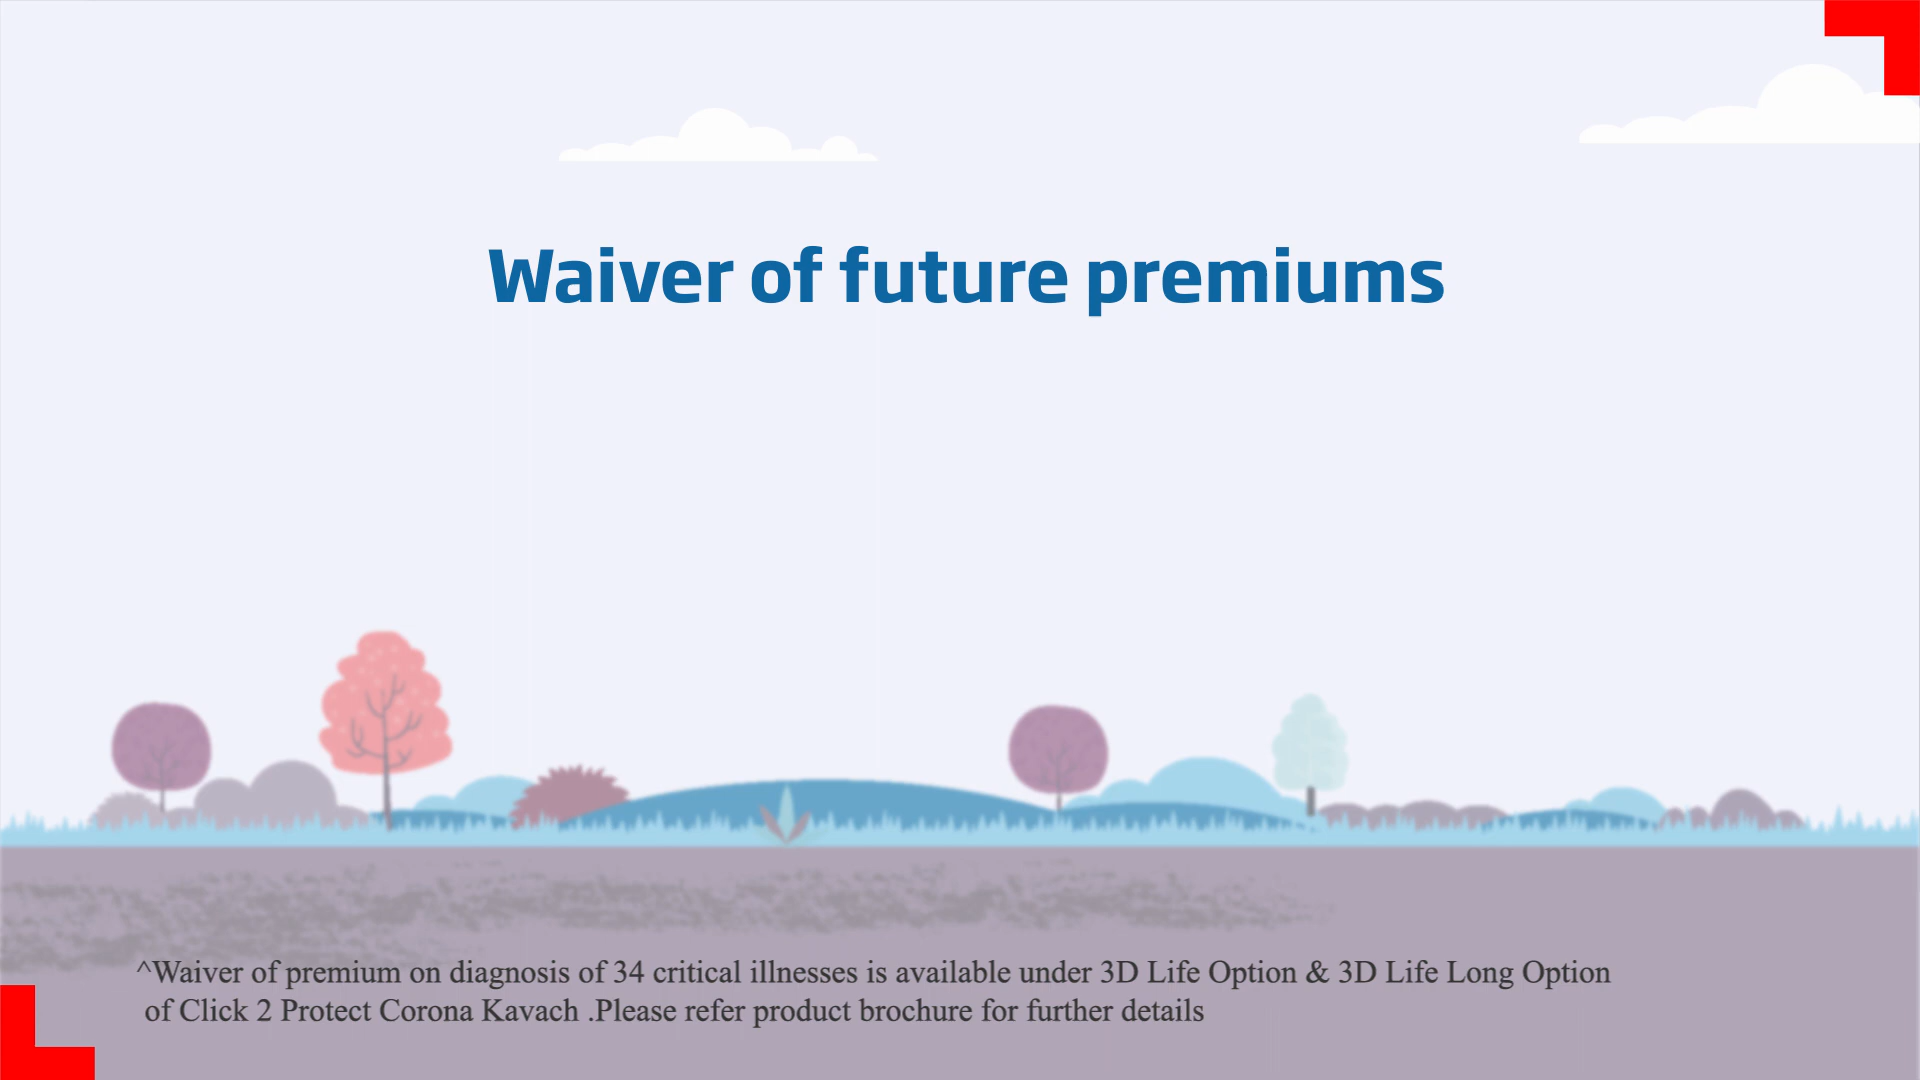 Waiver of future premiums
^Waiver of premium on diagnosis of 34 critical illnesses is available under 3D Life Option & 3D Life Long Option
of Click 2 Protect Corona Kavach .Please refer product brochure for further details